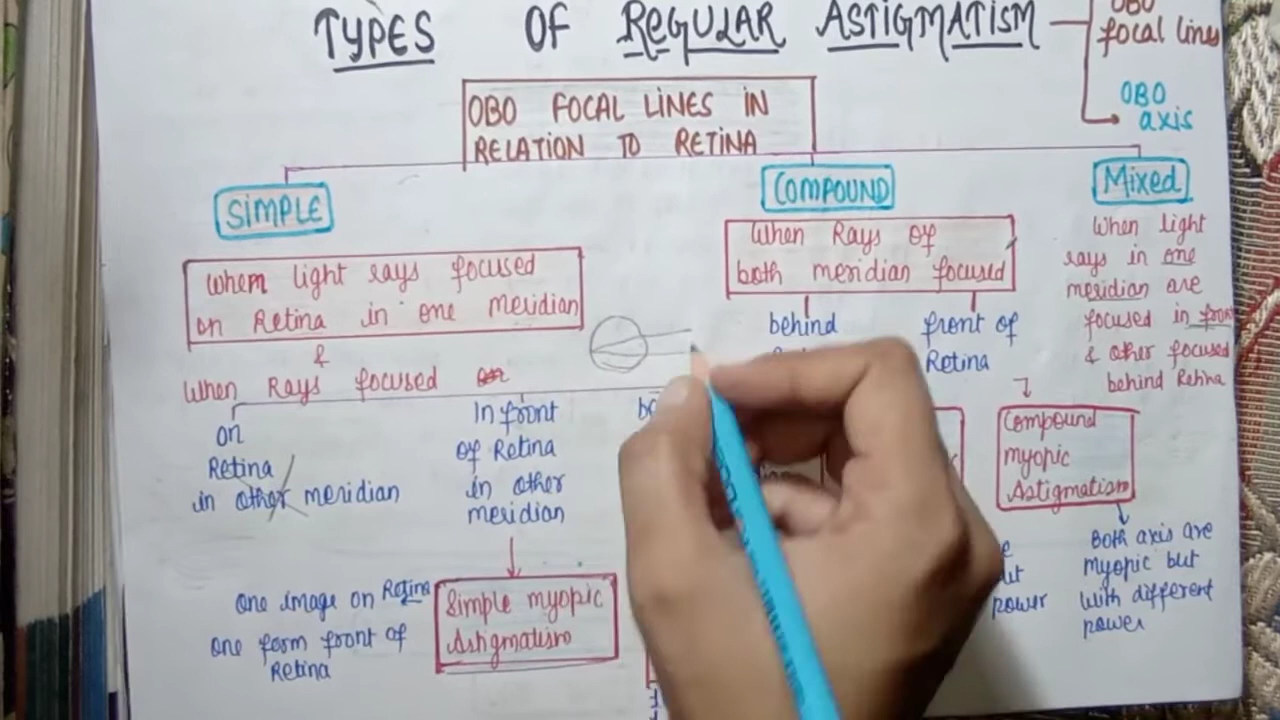 TYPES OF REGULAR ASTIGMATISM
OBO
focal lines
OBO
axis
OBO FOCAL LINES IN
RELATION TO RETINA
SIMPLE
When light rays focused
on Retina in one meridian
&
When Rays focused
on
Retina
in other meridian
In front
of Retina
in other
meridian
One image on Retina
one form front of
Retina
Simple myopic
Astigmatism
COMPOUND
When Rays of
both meridian focused
behind
front of
Retina
Compound
myopic
Astigmatism
power
Both axis are
myopic but
with different
power
Mixed
When light
rays in one
meridian are
focused in front
& other focused
behind Retina